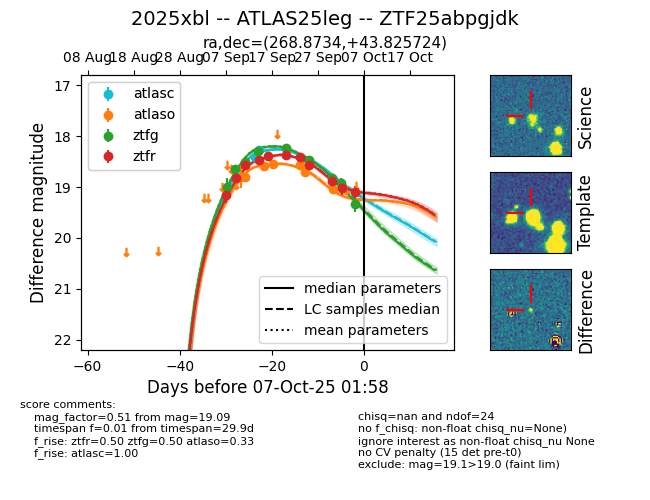 2025xbl -- ATLAS25leg -- ZTF25abpgjdk
ra,dec=(268.8734,+43.825724)
08 Aug 18 Aug 28 Aug 07 Sep 17 Sep 27 Sep 07 Oct 17 Oct
17
18
19
20
21
22
Difference magnitude
atlasc
atlaso
ztfg
ztfr
median parameters
LC samples median
mean parameters
−60 −40 −20 0
Days before 07-Oct-25 01:58
Science
Template
Difference
score comments:
mag_factor=0.51 from mag=19.09
timespan f=0.01 from timespan=29.9d
f_rise: ztfr=0.50 ztfg=0.50 atlaso=0.33
f_rise: atlasc=1.00
chisq=nan and ndof=24
no f_chisq: non-float chisq_nu=None)
ignore interest as non-float chisq_nu None
no CV penalty (15 det pre-t0)
exclude: mag=19.1>19.0 (faint lim)